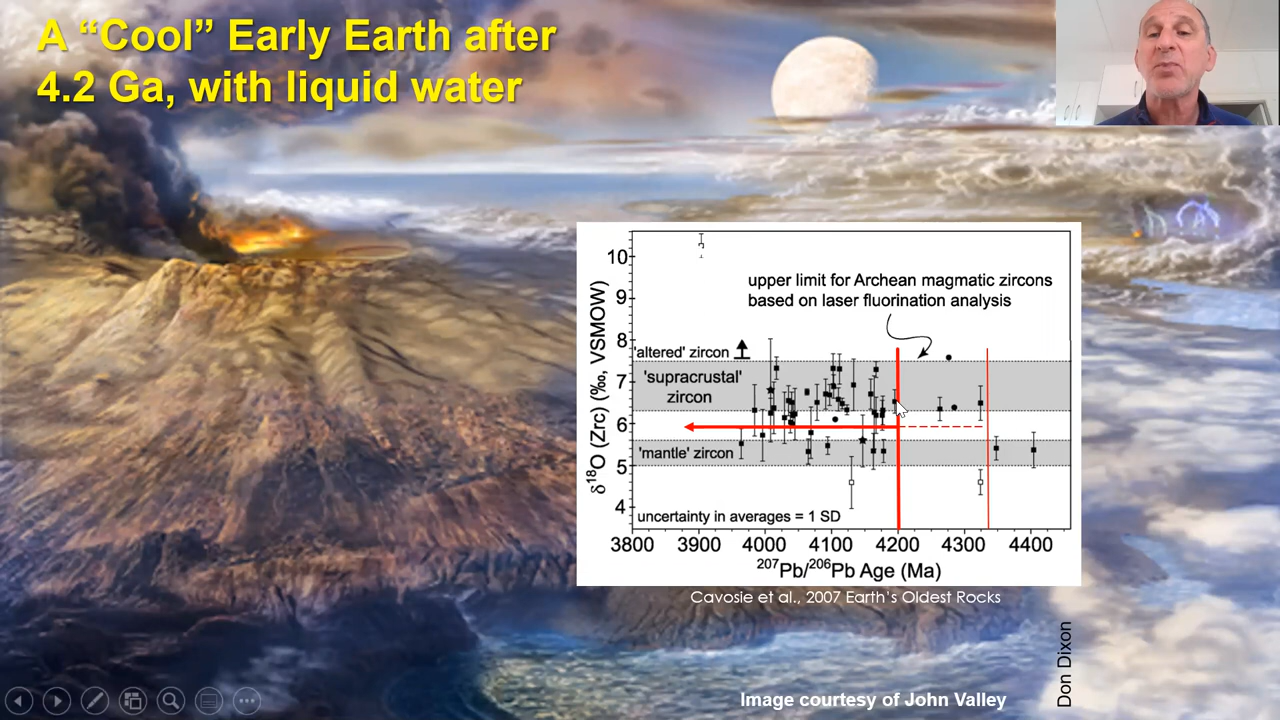 A “Cool” Early Earth after
4.2 Ga, with liquid water
upper limit for Archean magmatic zircons
based on laser fluorination analysis
'altered' zircon
'supracrustal'
zircon
'mantle' zircon
uncertainty in averages = 1 SD
δ¹⁸O (Zrc) (‰, VSMOW)
10
9
8
7
6
5
4
3800 3900 4000 4100 4200 4300 4400
²⁰⁷Pb/²⁰⁶Pb Age (Ma)
Cavosie et al., 2007 Earth’s Oldest Rocks
Don Dixon
Image courtesy of John Valley